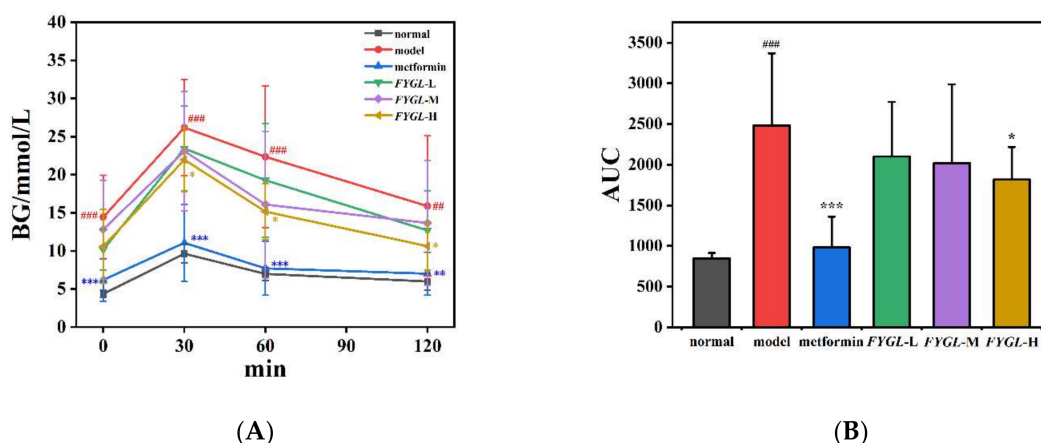 40
35
30
25
20
15
10
5
0
BG/mmol/L
normal
model
metformin
FYGL-L
FYGL-M
FYGL-H
###
###
###
##
*
*
*
***
***
***
**
0 30 60 90 120
min
(A)
3500
3000
2500
2000
1500
1000
500
0
AUC
###
***
*
normal model metformin FYGL-L FYGL-M FYGL-H
(B)